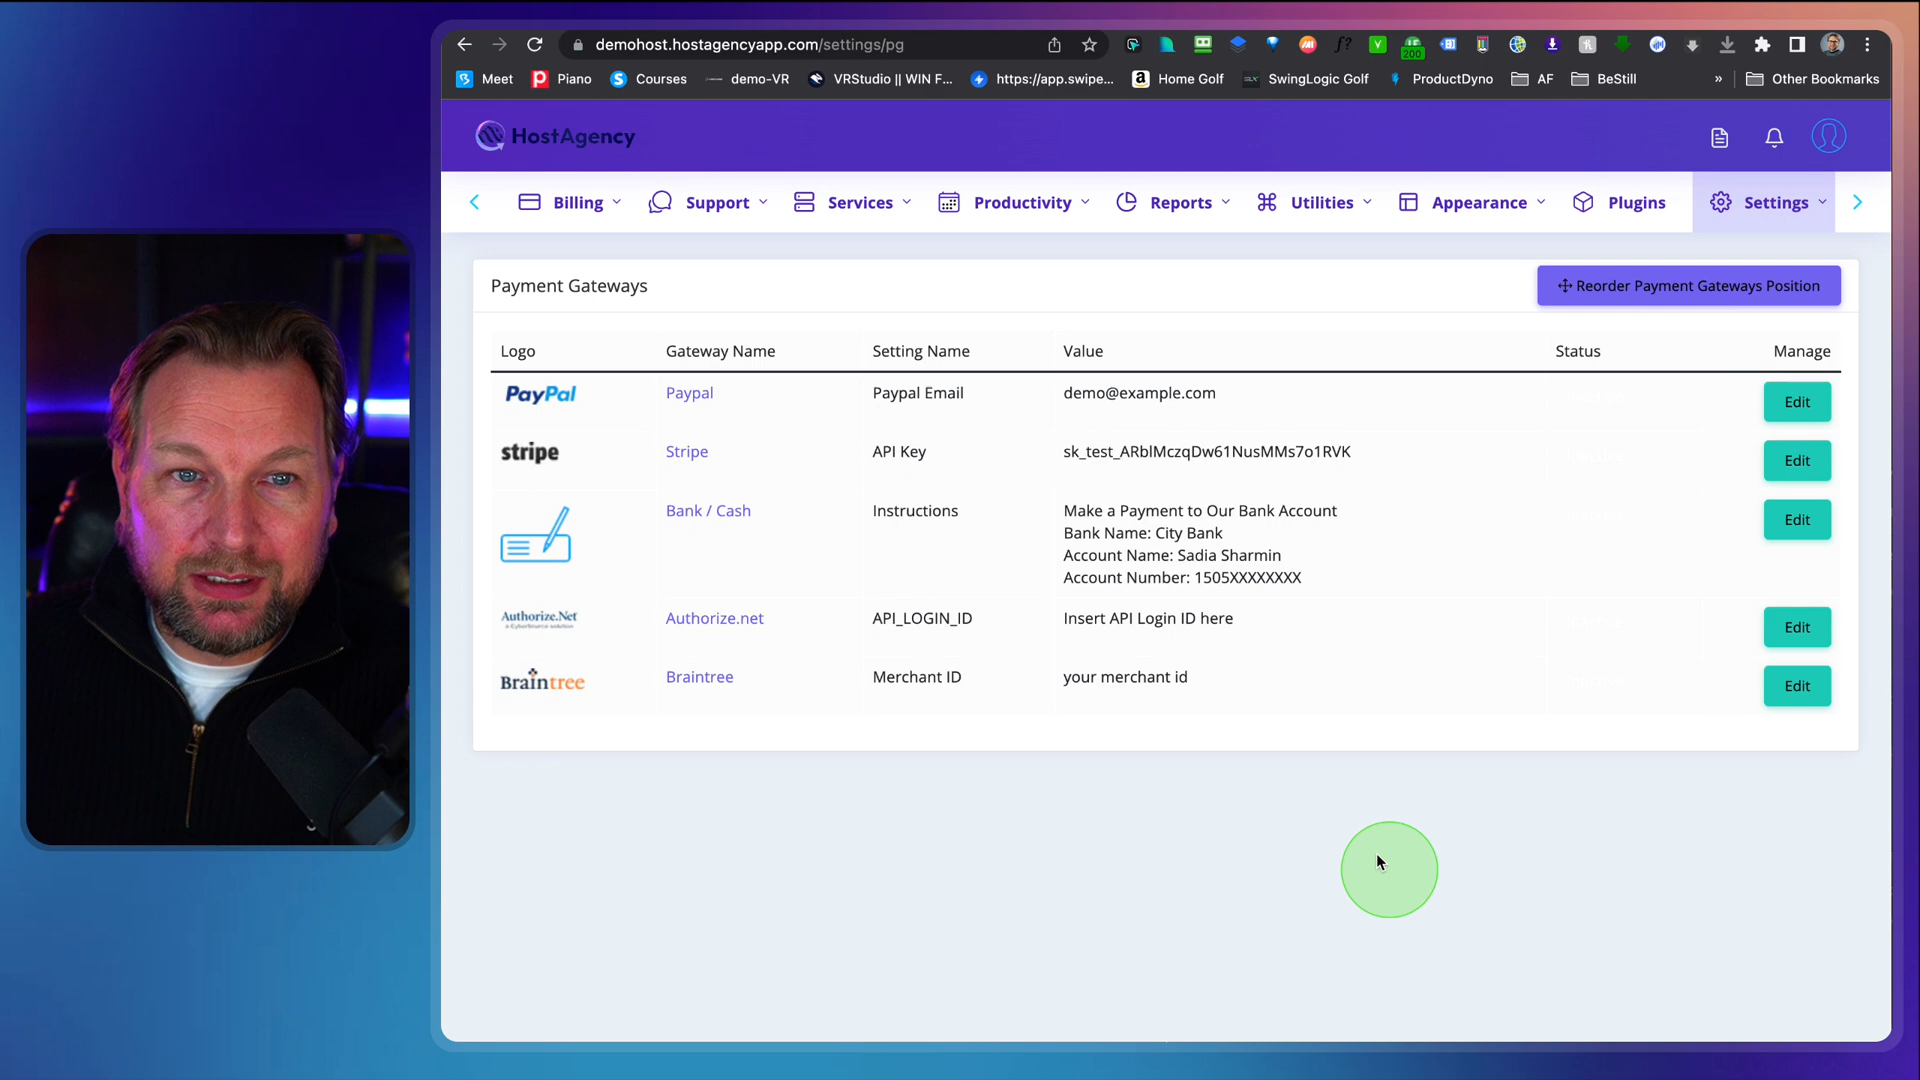 demohost.hostagencyapp.com/settings/pg
200
Meet
Piano
Courses
demo-VR
VRStudio || WIN F...
https://app.swipe...
Home Golf
SwingLogic Golf
ProductDyno
AF
BeStill
»
Other Bookmarks
HostAgency
Billing
Support
Services
Productivity
Reports
Utilities
Appearance
Plugins
Settings
Payment Gateways
Reorder Payment Gateways Position
Logo Gateway Name Setting Name Value Status Manage
PayPal Paypal Paypal Email demo@example.com Edit
stripe Stripe API Key sk_test_ARblMczqDw61NusMMs7o1RVK Edit
Bank / Cash Instructions Make a Payment to Our Bank Account Edit
Bank Name: City Bank
Account Name: Sadia Sharmin
Account Number: 1505XXXXXXXX
Authorize.Net Authorize.net API_LOGIN_ID Insert API Login ID here Edit
a CyberSource solution
Braintree Braintree Merchant ID your merchant id Edit